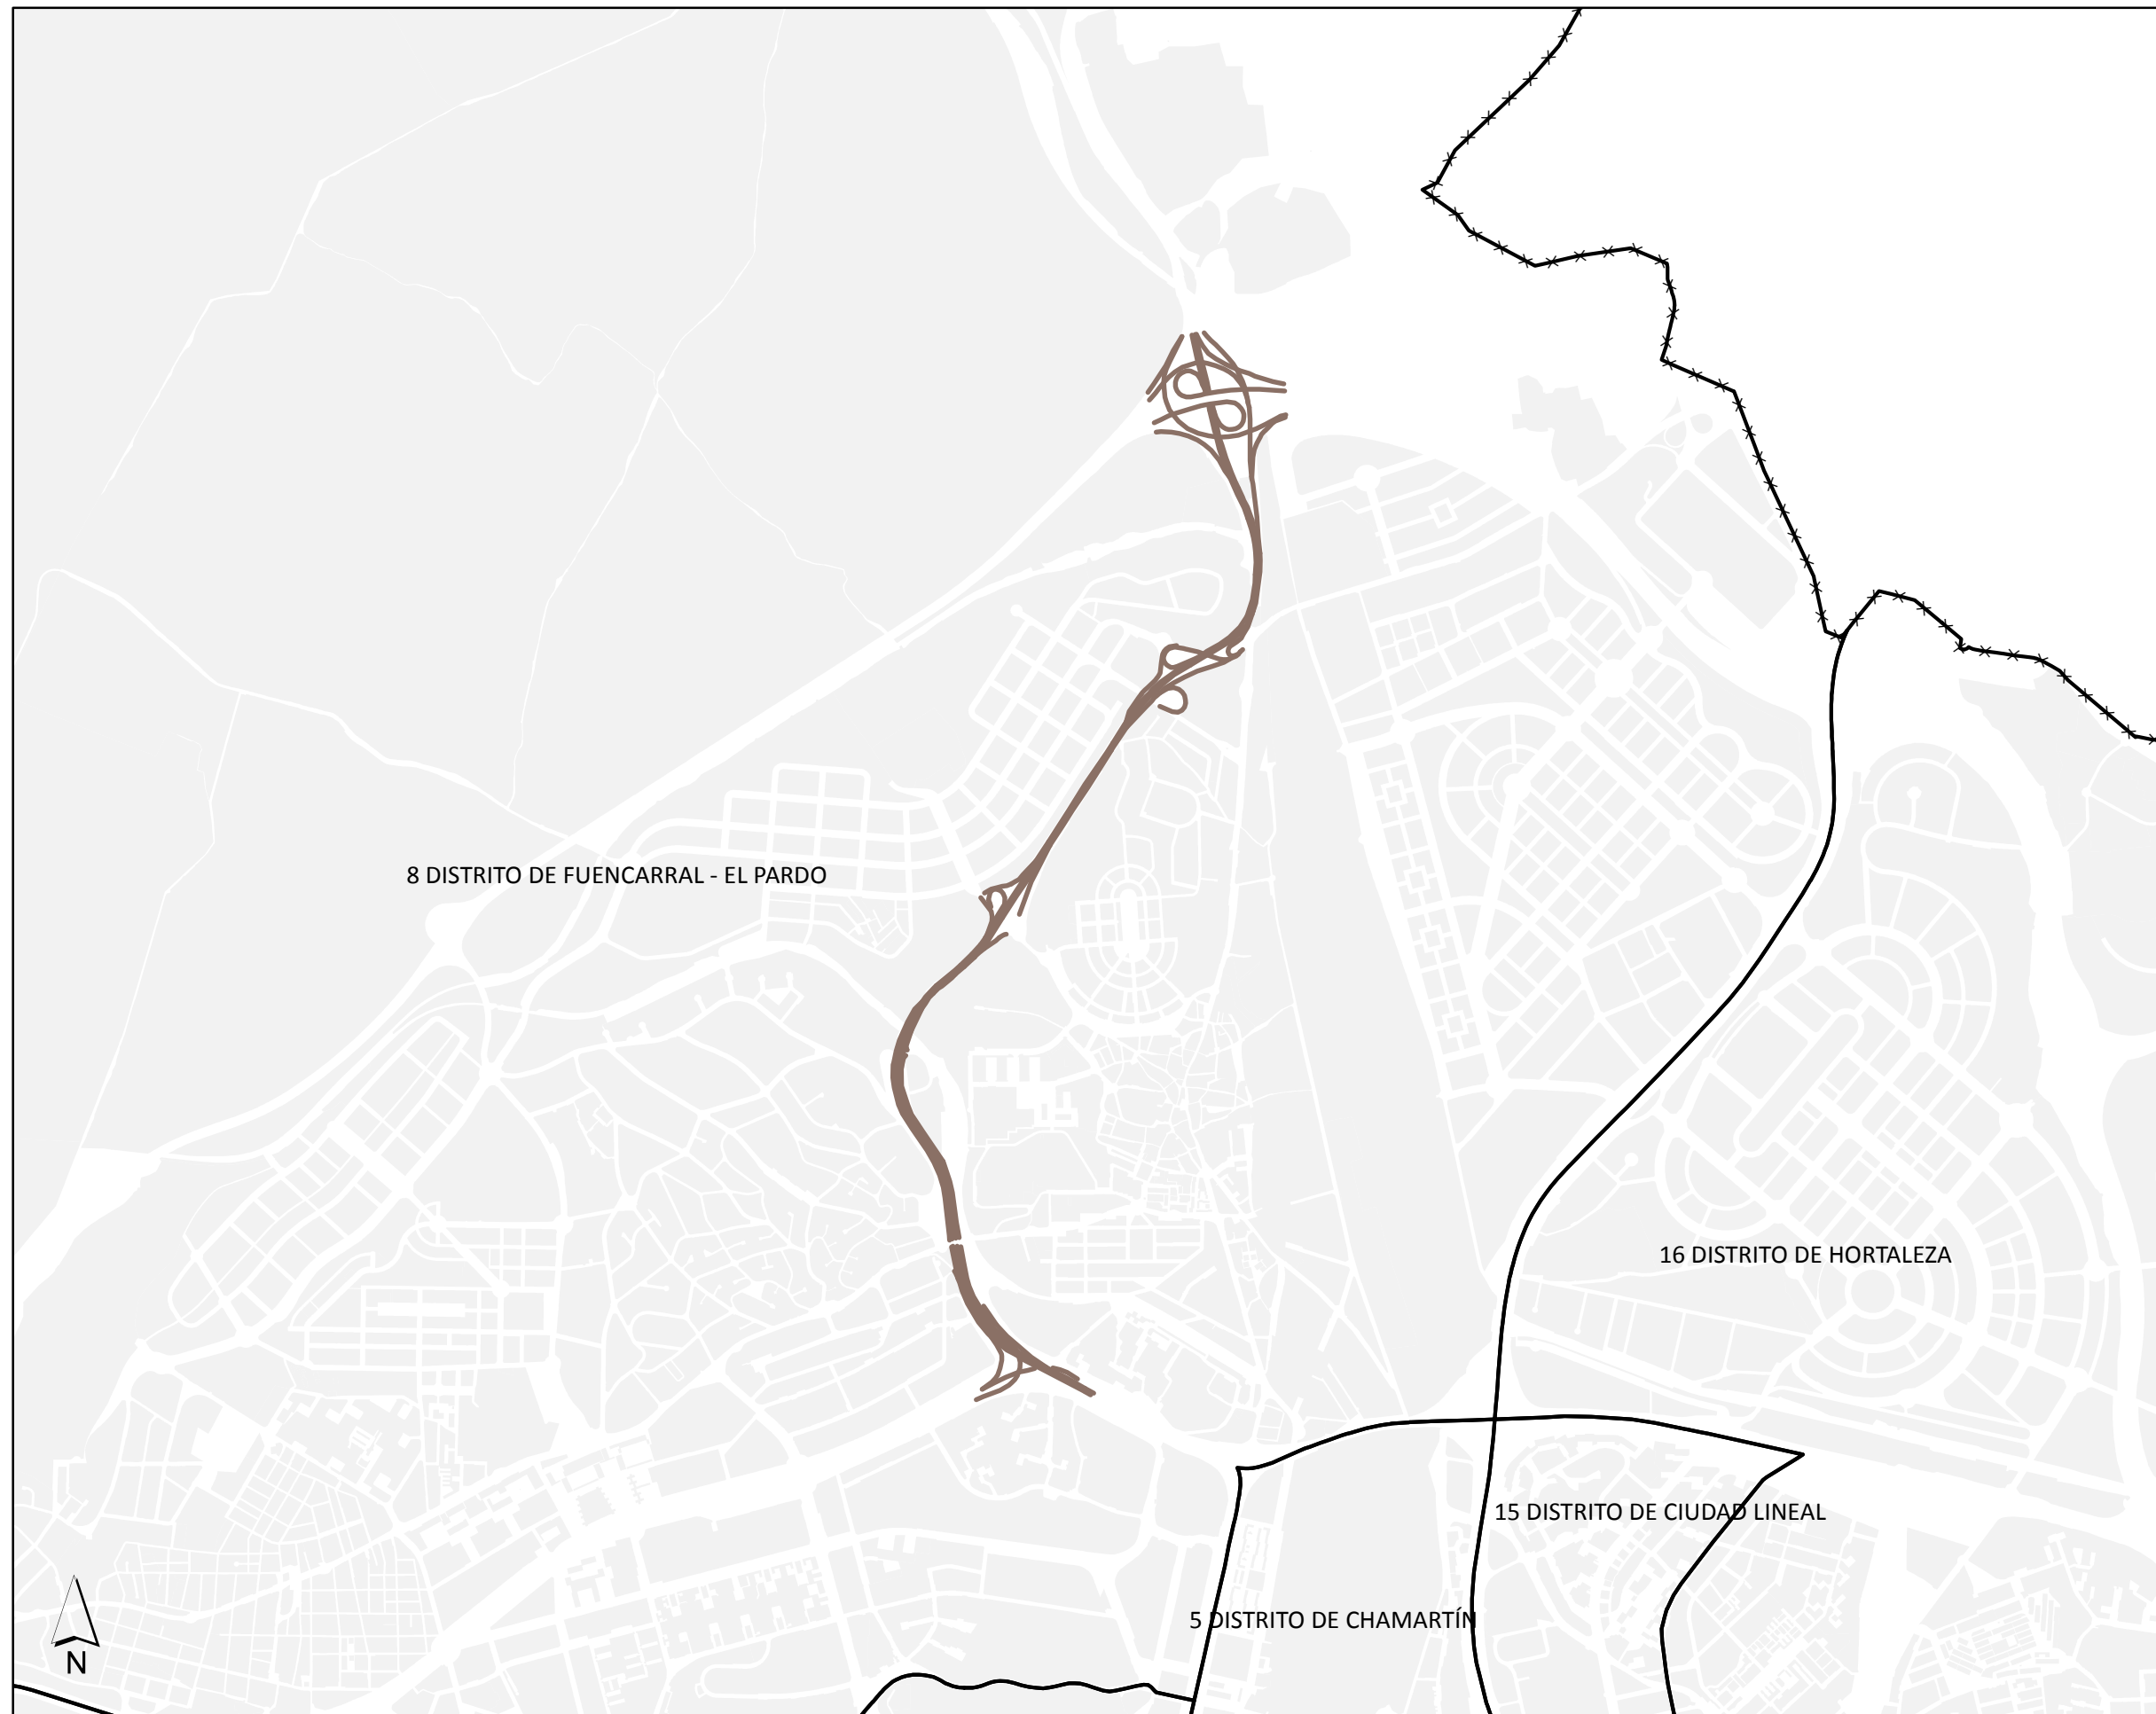 8 DISTRITO DE FUENCARRAL - EL PARDO
16 DISTRITO DE HORTALEZA
15 DISTRITO DE CIUDAD LINEAL
5 DISTRITO DE CHAMARTÍN
N